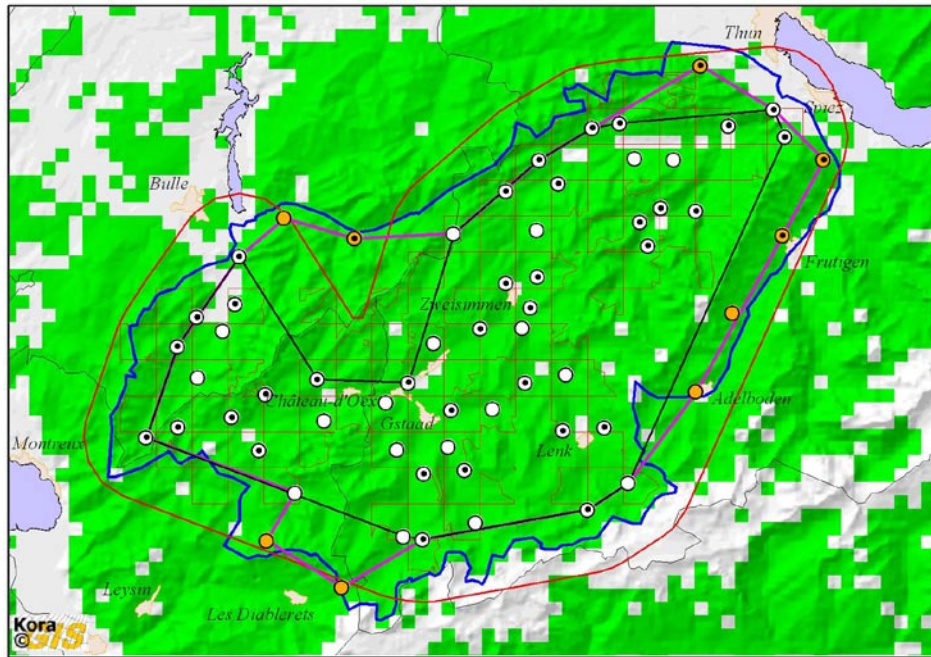 Thun
Spiez
Bulle
Frutigen
Zweisimmen
Château-d'Oex
Adelboden
Gstaad
Montreux
Lenk
Leysin
Les Diablerets
Kora
© GIS